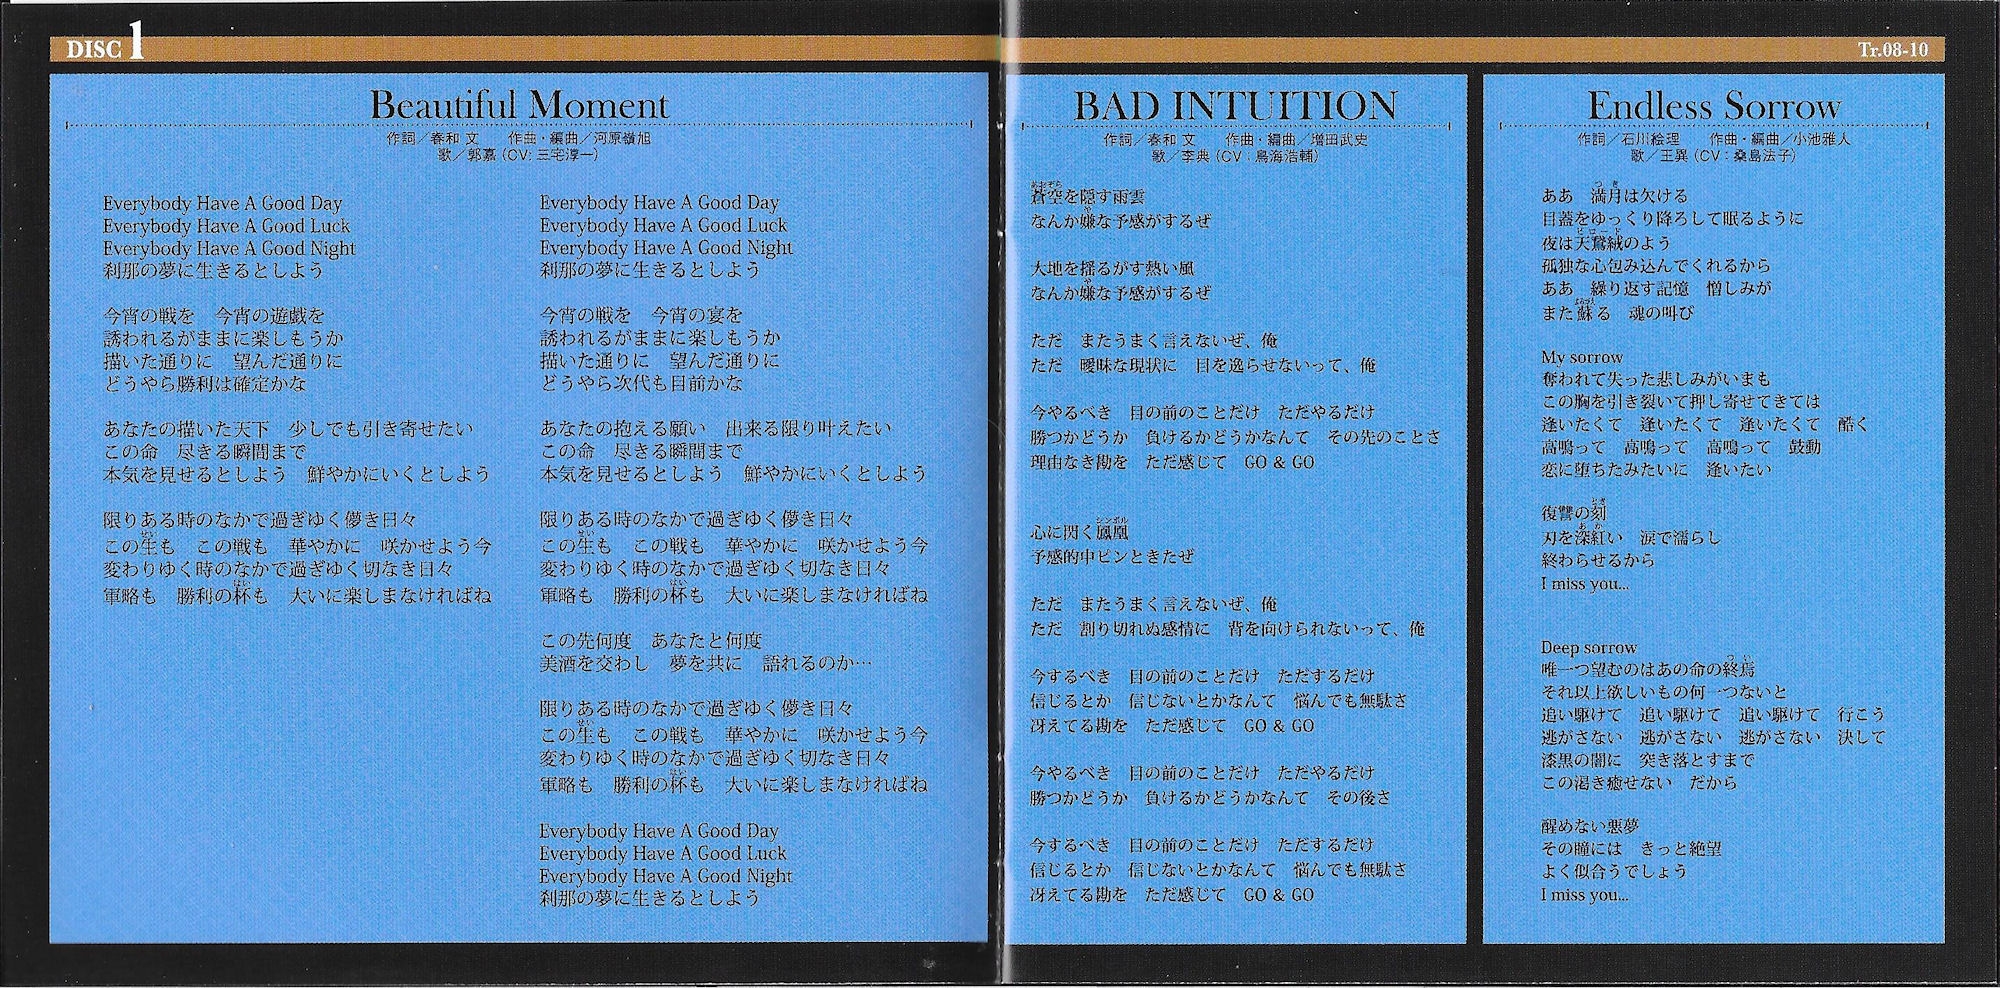 DISC 1
Tr.08-10
Beautiful Moment
作詞／春和 文　作曲・編曲／河原嶺旭
歌／郭嘉 (CV: 三宅淳一)
Everybody Have A Good Day
Everybody Have A Good Luck
Everybody Have A Good Night
刹那の夢に生きるとしよう
今宵の戦を　今宵の遊戯を
誘われるがままに楽しもうか
描いた通りに　望んだ通りに
どうやら勝利は確定かな
あなたの描いた天下　少しでも引き寄せたい
この命　尽きる瞬間まで
本気を見せるとしよう　鮮やかにいくとしよう
限りある時のなかで過ぎゆく儚き日々
せい
この生も　この戦も　華やかに　咲かせよう今
変わりゆく時のなかで過ぎゆく切なき日々
はい
軍略も　勝利の杯も　大いに楽しまなければね
Everybody Have A Good Day
Everybody Have A Good Luck
Everybody Have A Good Night
刹那の夢に生きるとしよう
今宵の戦を　今宵の宴を
誘われるがままに楽しもうか
描いた通りに　望んだ通りに
どうやら次代も目前かな
あなたの抱える願い　出来る限り叶えたい
この命　尽きる瞬間まで
本気を見せるとしよう　鮮やかにいくとしよう
限りある時のなかで過ぎゆく儚き日々
せい
この生も　この戦も　華やかに　咲かせよう今
変わりゆく時のなかで過ぎゆく切なき日々
はい
軍略も　勝利の杯も　大いに楽しまなければね
この先何度　あなたと何度
美酒を交わし　夢を共に　語れるのか…
限りある時のなかで過ぎゆく儚き日々
せい
この生も　この戦も　華やかに　咲かせよう今
変わりゆく時のなかで過ぎゆく切なき日々
はい
軍略も　勝利の杯も　大いに楽しまなければね
Everybody Have A Good Day
Everybody Have A Good Luck
Everybody Have A Good Night
刹那の夢に生きるとしよう
BAD INTUITION
作詞／春和 文　作曲・編曲／増田武史
歌／李典 (CV：鳥海浩輔)
あおぞら
蒼空を隠す雨雲
や
なんか嫌な予感がするぜ
大地を揺るがす熱い風
や
なんか嫌な予感がするぜ
ただ　またうまく言えないぜ、俺
ただ　曖昧な現状に　目を逸らせないって、俺
今やるべき　目の前のことだけ　ただやるだけ
勝つかどうか　負けるかどうかなんて　その先のことさ
理由なき勘を　ただ感じて　GO & GO
シンボル
心に閃く鳳凰
予感的中ピンときたぜ
ただ　またうまく言えないぜ、俺
ただ　割り切れぬ感情に　背を向けられないって、俺
今するべき　目の前のことだけ　ただするだけ
信じるとか　信じないとかなんて　悩んでも無駄さ
冴えてる勘を　ただ感じて　GO & GO
今やるべき　目の前のことだけ　ただやるだけ
勝つかどうか　負けるかどうかなんて　その後さ
今するべき　目の前のことだけ　ただするだけ
信じるとか　信じないとかなんて　悩んでも無駄さ
冴えてる勘を　ただ感じて　GO & GO
Endless Sorrow
作詞／石川絵理　作曲・編曲／小池雅人
歌／王異 (CV：桑島法子)
つき
ああ　満月は欠ける
目蓋をゆっくり降ろして眠るように
ビロード
夜は天鵞絨のよう
孤独な心包み込んでくれるから
ああ　繰り返す記憶　憎しみが
よみがえ
また蘇る　魂の叫び
My sorrow
奪われて失った悲しみがいまも
この胸を引き裂いて押し寄せてきては
逢いたくて　逢いたくて　逢いたくて　酷く
高鳴って　高鳴って　高鳴って　鼓動
恋に堕ちたみたいに　逢いたい
とき
復讐の刻
あか
刃を深紅い　涙で濡らし
終わらせるから
I miss you...
Deep sorrow
つい
唯一つ望むのはあの命の終焉
それ以上欲しいもの何一つないと
追い駆けて　追い駆けて　追い駆けて　行こう
逃がさない　逃がさない　逃がさない　決して
漆黒の闇に　突き落とすまで
この渇き癒せない　だから
醒めない悪夢
その瞳には　きっと絶望
よく似合うでしょう
I miss you...